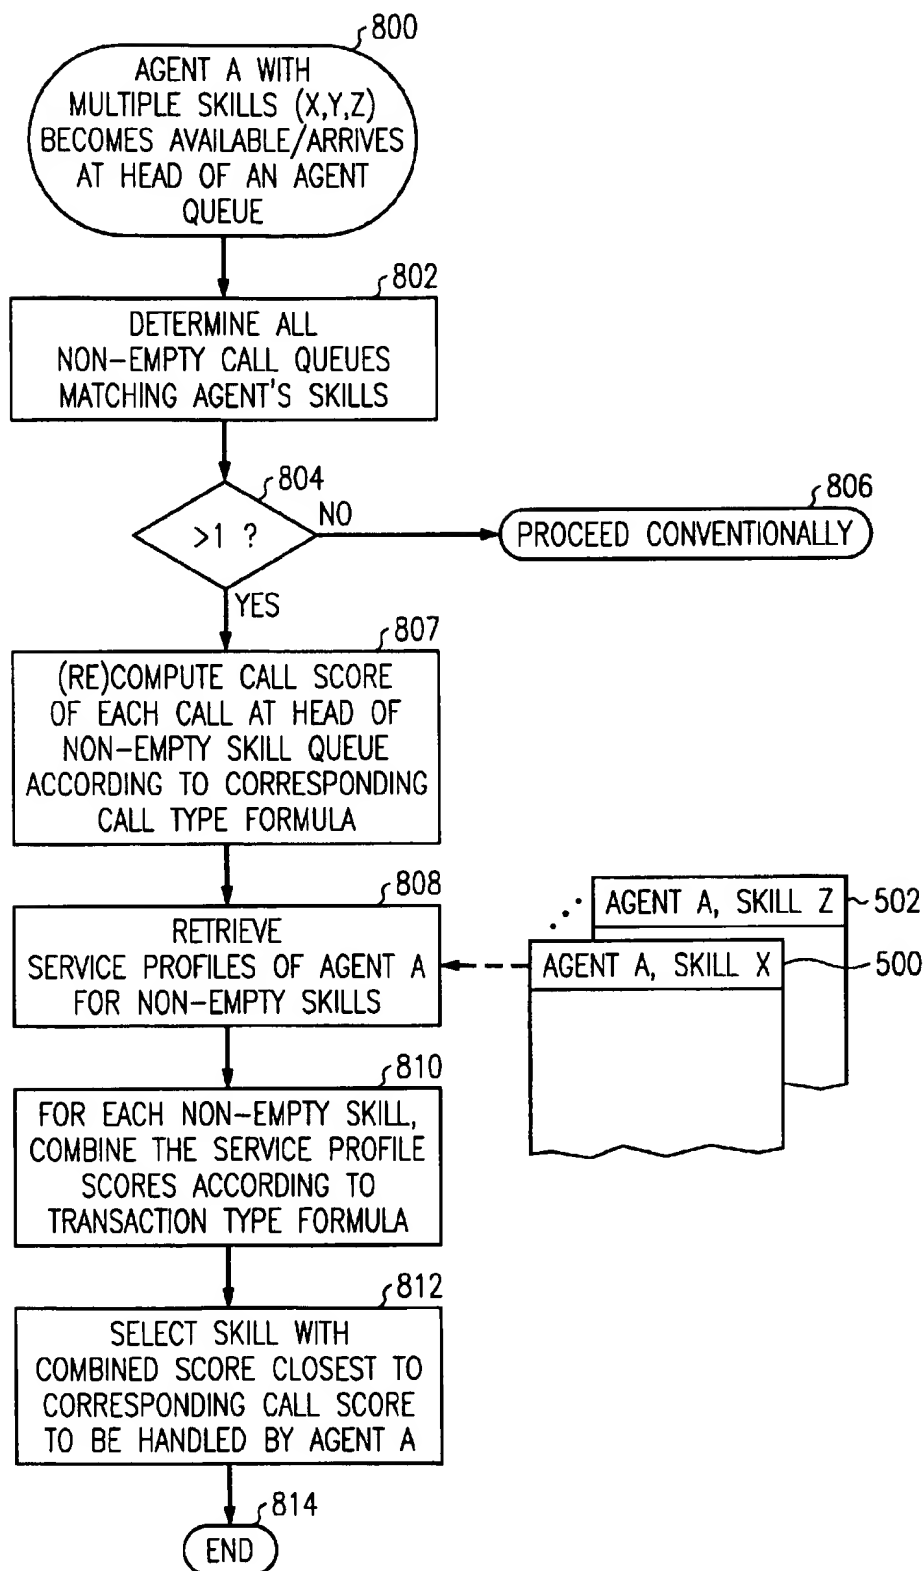 800
AGENT A WITH
MULTIPLE SKILLS (X,Y,Z)
BECOMES AVAILABLE/ARRIVES
AT HEAD OF AN AGENT
QUEUE
802
DETERMINE ALL
NON-EMPTY CALL QUEUES
MATCHING AGENT'S SKILLS
804
>1 ?
NO
806
PROCEED CONVENTIONALLY
YES
807
(RE)COMPUTE CALL SCORE
OF EACH CALL AT HEAD OF
NON-EMPTY SKILL QUEUE
ACCORDING TO CORRESPONDING
CALL TYPE FORMULA
808
RETRIEVE
SERVICE PROFILES OF AGENT A
FOR NON-EMPTY SKILLS
AGENT A, SKILL Z
502
AGENT A, SKILL X
500
810
FOR EACH NON-EMPTY SKILL,
COMBINE THE SERVICE PROFILE
SCORES ACCORDING TO
TRANSACTION TYPE FORMULA
812
SELECT SKILL WITH
COMBINED SCORE CLOSEST TO
CORRESPONDING CALL SCORE
TO BE HANDLED BY AGENT A
814
END